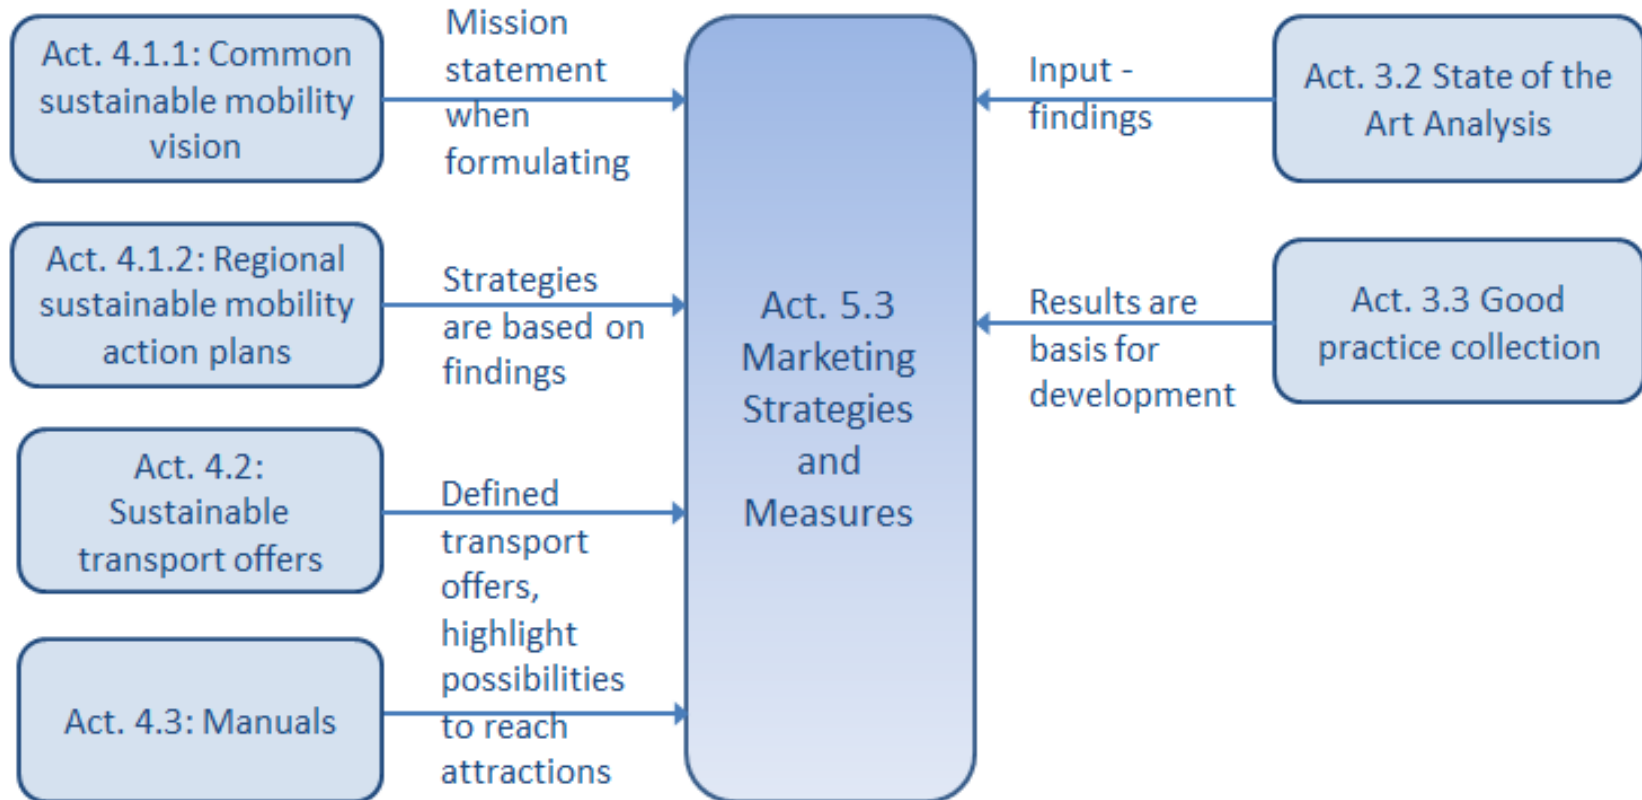 Act. 4.1.1: Common
sustainable mobility
vision
Mission
statement
when
formulating
Act. 4.1.2: Regional
sustainable mobility
action plans
Strategies
are based on
findings
Act. 4.2:
Sustainable
transport offers
Defined
transport
offers,
highlight
possibilities
to reach
attractions
Act. 4.3: Manuals
Act. 5.3
Marketing
Strategies
and
Measures
Input -
findings
Act. 3.2 State of the
Art Analysis
Results are
basis for
development
Act. 3.3 Good
practice collection